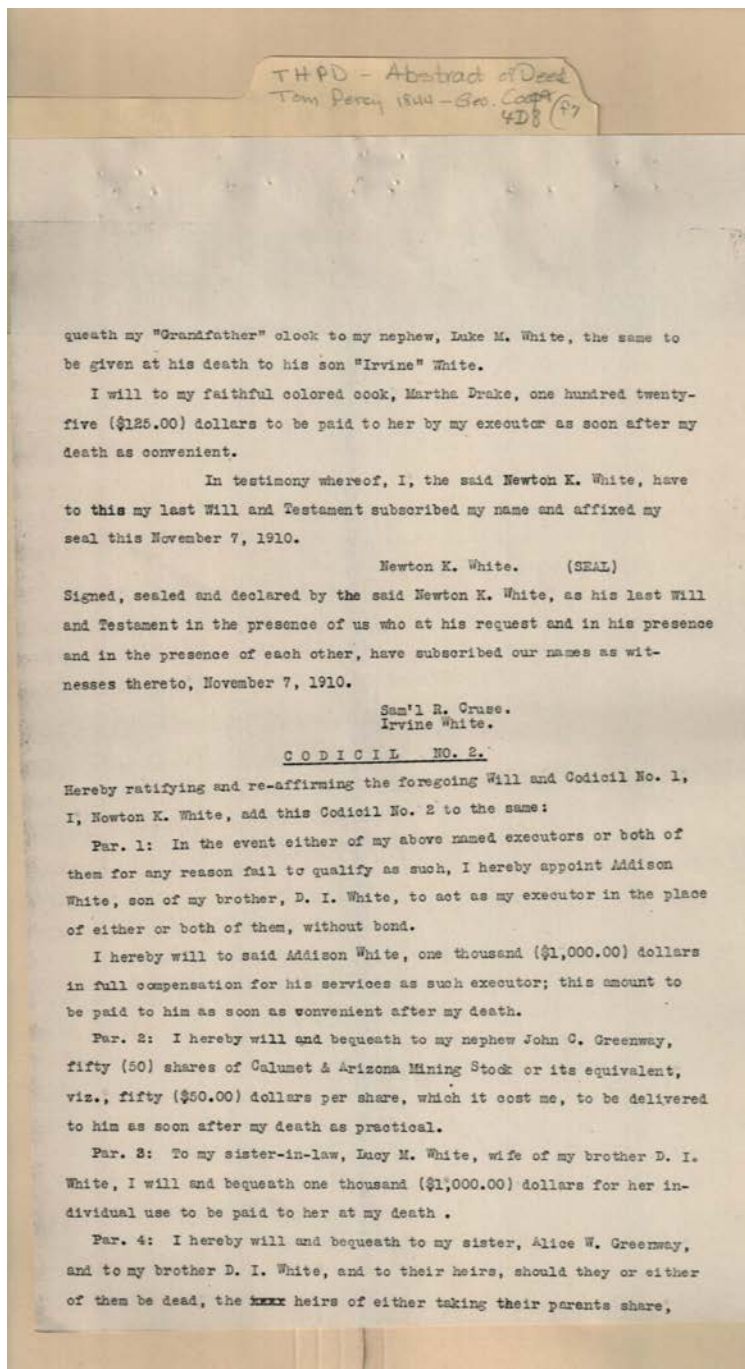 THPD - Abstract of Deed
Tom Percy 1844 - Geo.
4D8 f7
queath my "Grandfather" clock to my nephew, Luke M. White, the same to
be given at his death to his son "Irvine" White.
I will to my faithful colored cook, Martha Drake, one hundred twenty-
five ($125.00) dollars to be paid to her by my executor as soon after my
death as convenient.
In testimony whereof, I, the said Newton K. White, have
to this my last Will and Testament subscribed my name and affixed my
seal this November 7, 1910.
Newton K. White. (SEAL)
Signed, sealed and declared by the said Newton K. White, as his last Will
and Testament in the presence of us who at his request and in his presence
and in the presence of each other, have subscribed our names as wit-
nesses thereto, November 7, 1910.
Sam'l R. Cruse.
Irvine White.
C O D I C I L NO. 2.
Hereby ratifying and re-affirming the foregoing Will and Codicil No. 1,
I, Nowton K. White, add this Codicil No. 2 to the same:
Par. 1: In the event either of my above named executors or both of
them for any reason fail to qualify as such, I hereby appoint Addison
White, son of my brother, D. I. White, to act as my executor in the place
of either or both of them, without bond.
I hereby will to said Addison White, one thousand ($1,000.00) dollars
in full compensation for his services as such executor; this amount to
be paid to him as soon as convenient after my death.
Par. 2: I hereby will and bequeath to my nephew John C. Greenway,
fifty (50) shares of Calumet & Arizona Mining Stock or its equivalent,
viz., fifty ($50.00) dollars per share, which it cost me, to be delivered
to him as soon after my death as practical.
Par. 3: To my sister-in-law, Lucy M. White, wife of my brother D. I.
White, I will and bequeath one thousand ($1,000.00) dollars for her in-
dividual use to be paid to her at my death .
Par. 4: I hereby will and bequeath to my sister, Alice W. Greenway,
and to my brother D. I. White, and to their heirs, should they or either
of them be dead, the xxxx heirs of either taking their parents share,